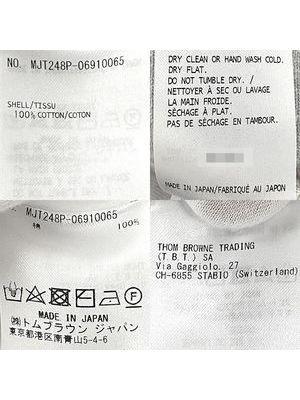 NO. MJT248P-06910065
SHELL/TISSU
100% COTTON/COTON
DRY CLEAN OR HAND WASH COLD.
DRY FLAT.
DO NOT TUMBLE DRY./
NETTOYER À SEC OU LAVAGE
LA MAIN FROIDE.
SÉCHAGE À PLAT.
PAS DE SÉCHAGE EN TAMBOUR.
MADE IN JAPAN/FABRIQUÉ AU JAPON
NO. MJT248P-06910065
綿 100%
MADE IN JAPAN
㈱トムブラウン ジャパン
東京都港区南青山5-4-6
THOM BROWNE TRADING
(T.B.T.) SA
Via Gaggiolo, 27
CH-6855 STABIO (Switzerland)